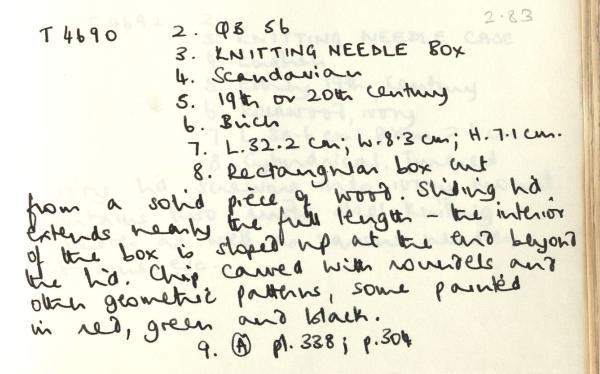 2.83
T 4690 2. QB 56
3. KNITTING NEEDLE BOX
4. Scandavian
5. 19th or 20th century
6. Birch
7. L.32.2 cm; W.8.3 cm; H.7.1 cm.
8. Rectangular box cut
from a solid piece of wood. Sliding lid
extends nearly the full length - the interior
of the box is sloped up at the end beyond
the lid. Chip carved with roundels and
other geometric patterns, some painted
in red, green and black.
9. (A) pl.338; p.304